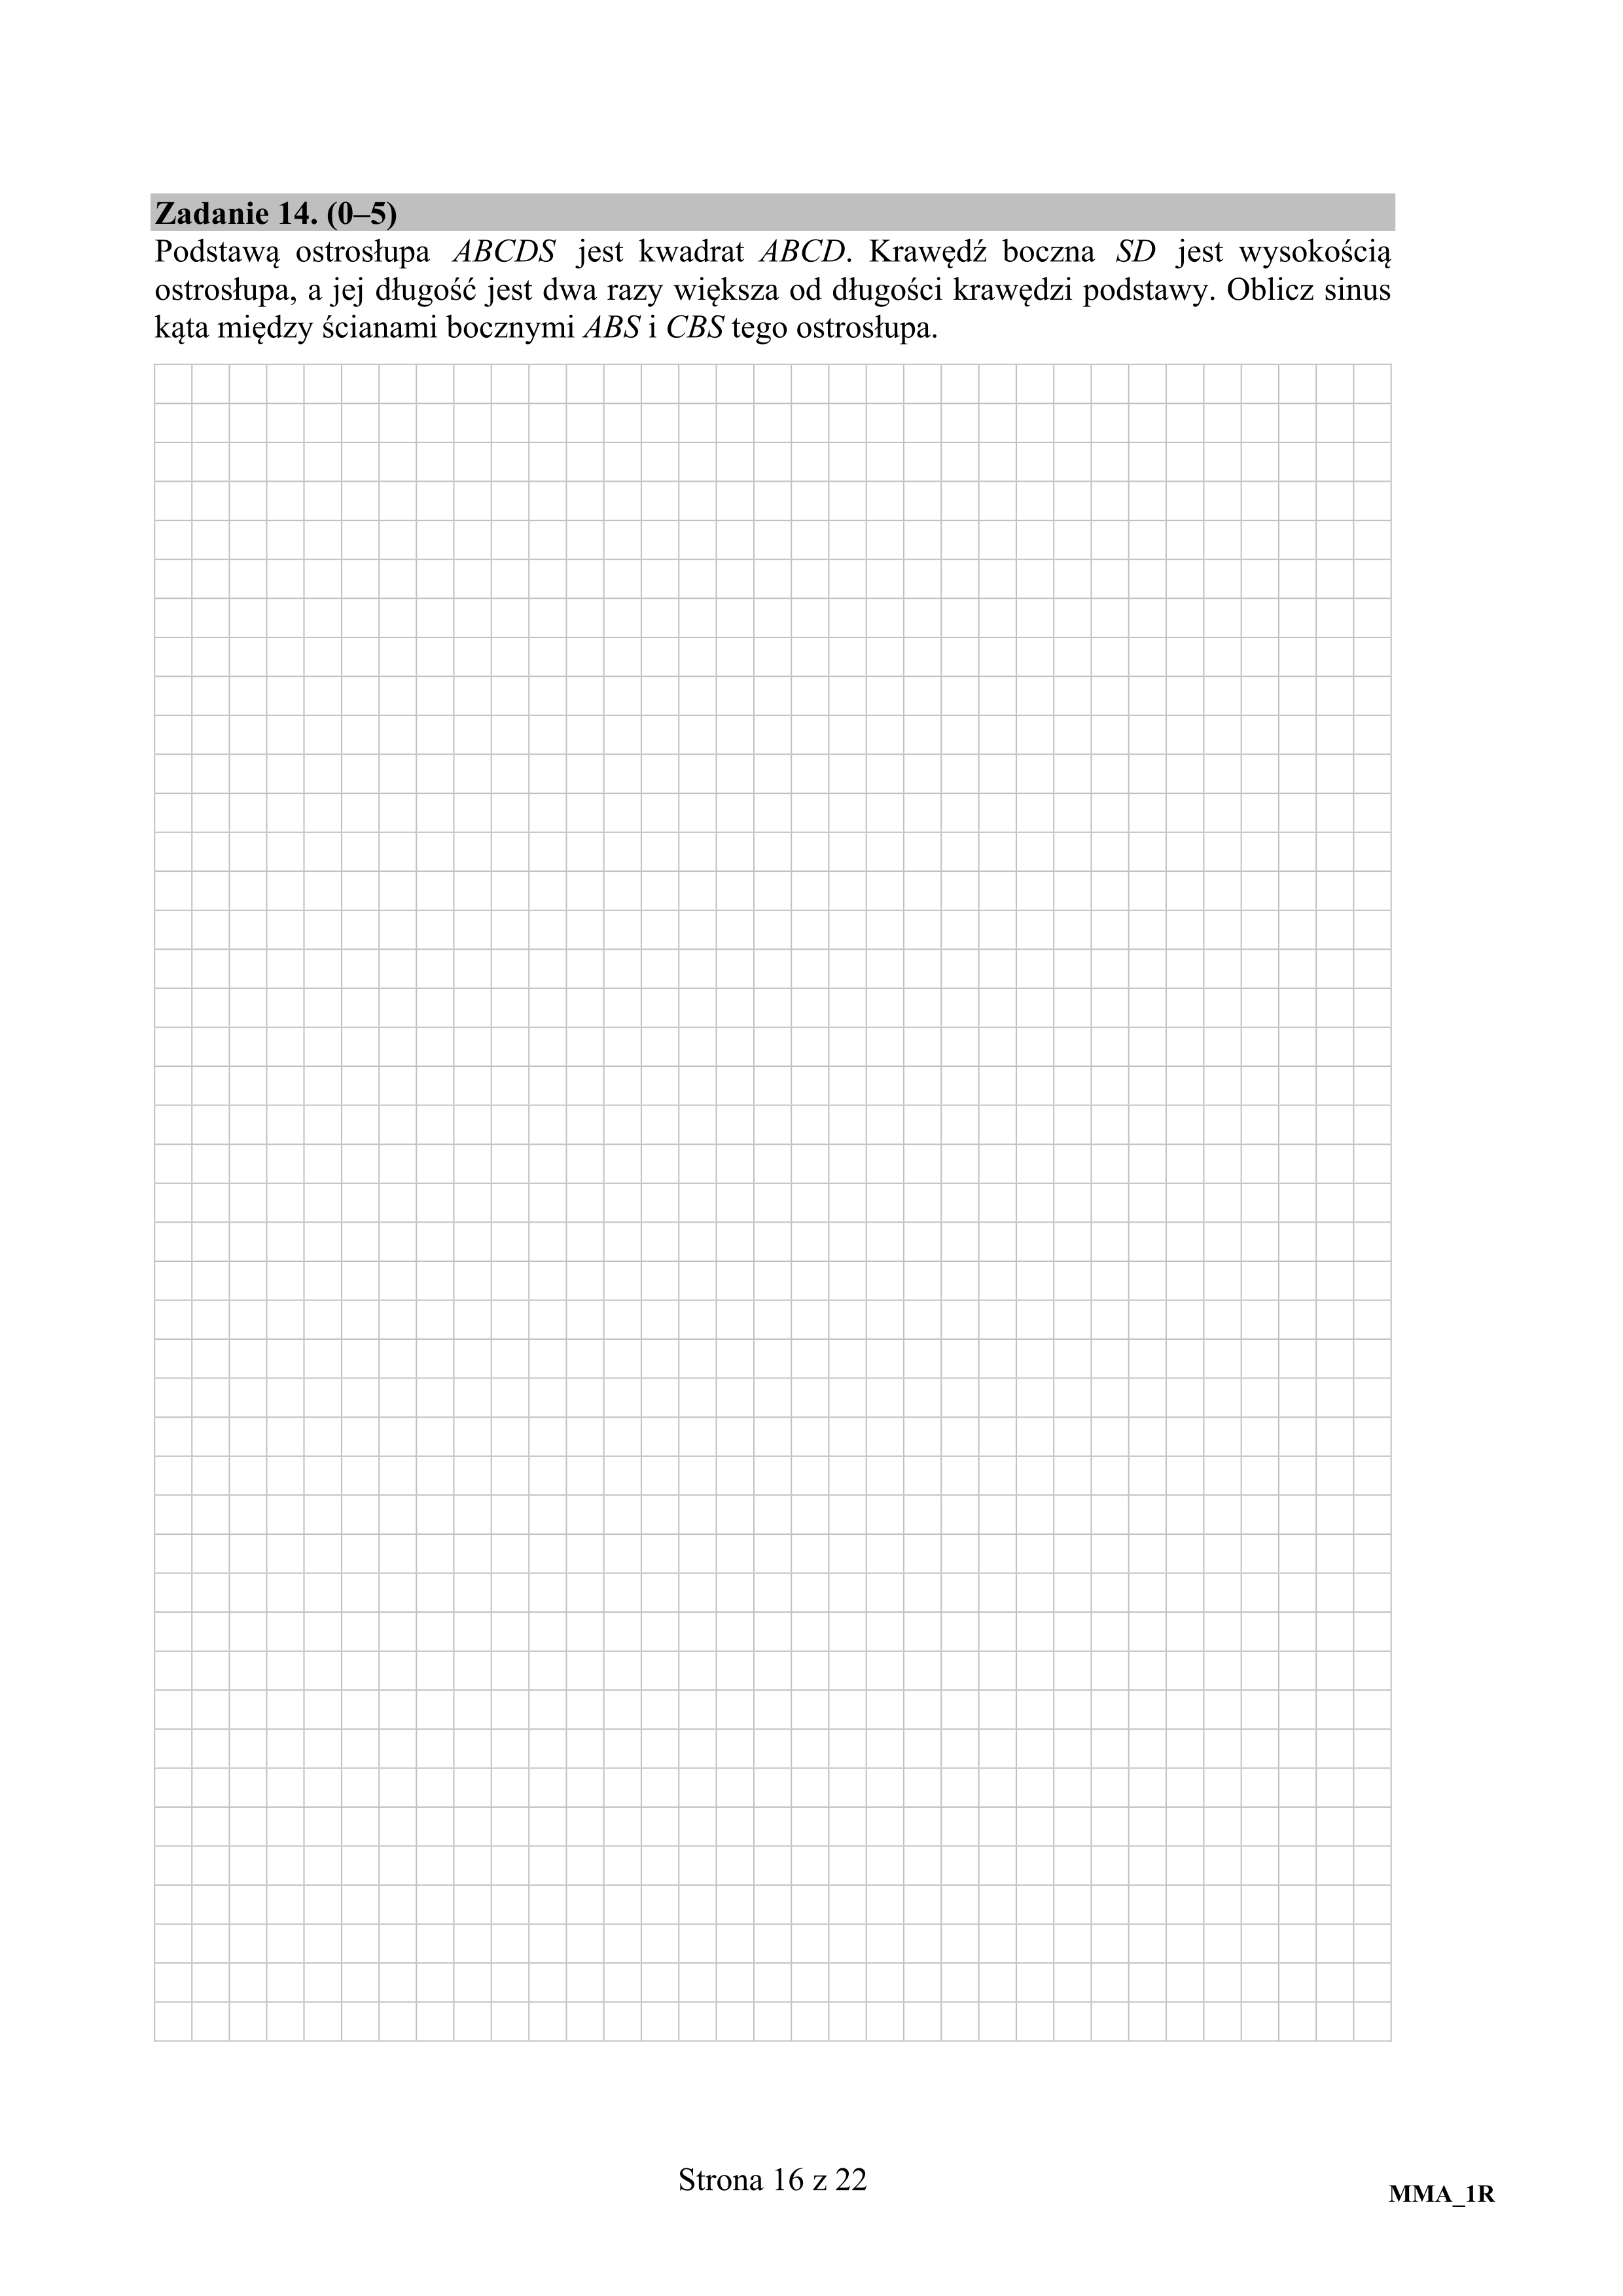 Zadanie 14. (0–5)
Podstawą ostrosłupa ABCDS jest kwadrat ABCD. Krawędź boczna SD jest wysokością
ostrosłupa, a jej długość jest dwa razy większa od długości krawędzi podstawy. Oblicz sinus
kąta między ścianami bocznymi ABS i CBS tego ostrosłupa.
Strona 16 z 22
MMA_1R